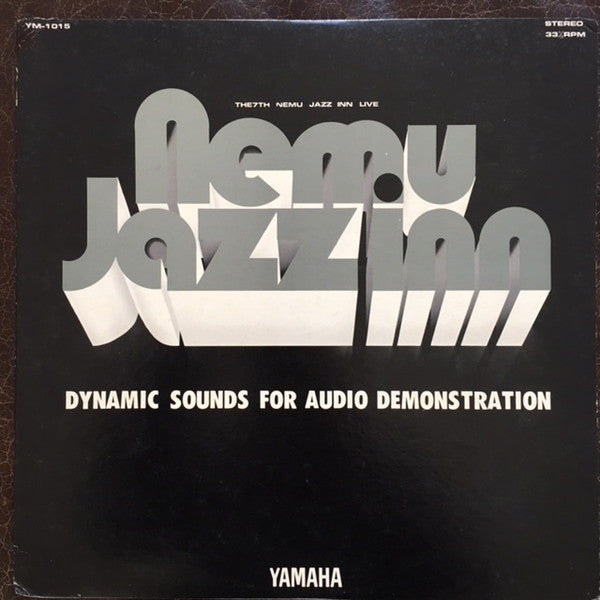 YM-1015
STEREO
33⅓RPM
THE7TH NEMU JAZZ INN LIVE
nemu
Jazz inn
DYNAMIC SOUNDS FOR AUDIO DEMONSTRATION
YAMAHA